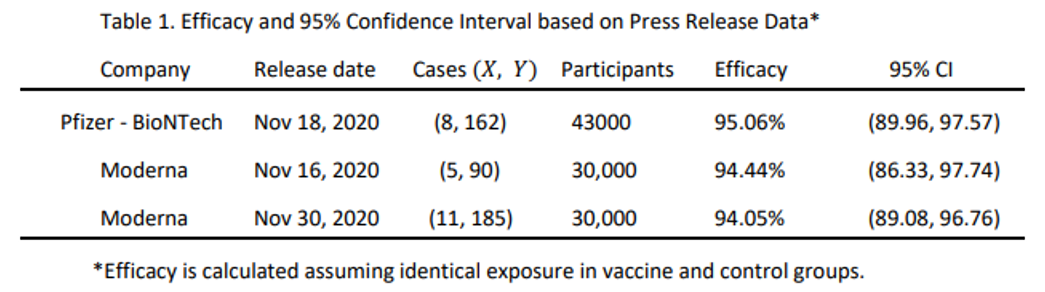 Table 1. Efficacy and 95% Confidence Interval based on Press Release Data*
Company Release date Cases (X, Y) Participants Efficacy 95% CI
Pfizer - BioNTech Nov 18, 2020 (8, 162) 43000 95.06% (89.96, 97.57)
Moderna Nov 16, 2020 (5, 90) 30,000 94.44% (86.33, 97.74)
Moderna Nov 30, 2020 (11, 185) 30,000 94.05% (89.08, 96.76)
*Efficacy is calculated assuming identical exposure in vaccine and control groups.